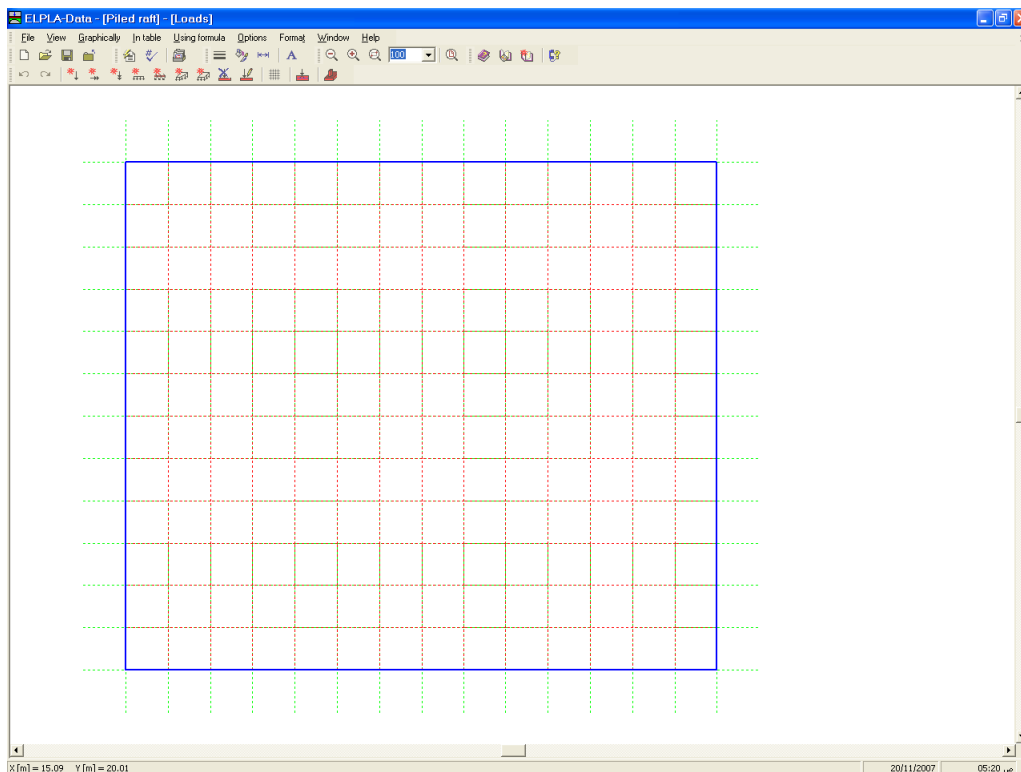 ELPLA-Data - [Piled raft] - [Loads]
File View Graphically In table Using formula Options Format Window Help
100
X [m] = 15.09 Y [m] = 20.01 20/11/2007 05:20 ص